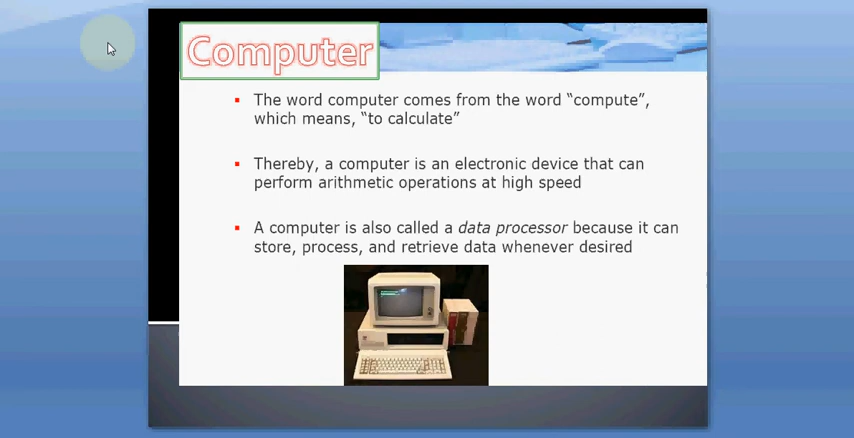 Computer
▪ The word computer comes from the word “compute”,
which means, “to calculate”
▪ Thereby, a computer is an electronic device that can
perform arithmetic operations at high speed
▪ A computer is also called a data processor because it can
store, process, and retrieve data whenever desired